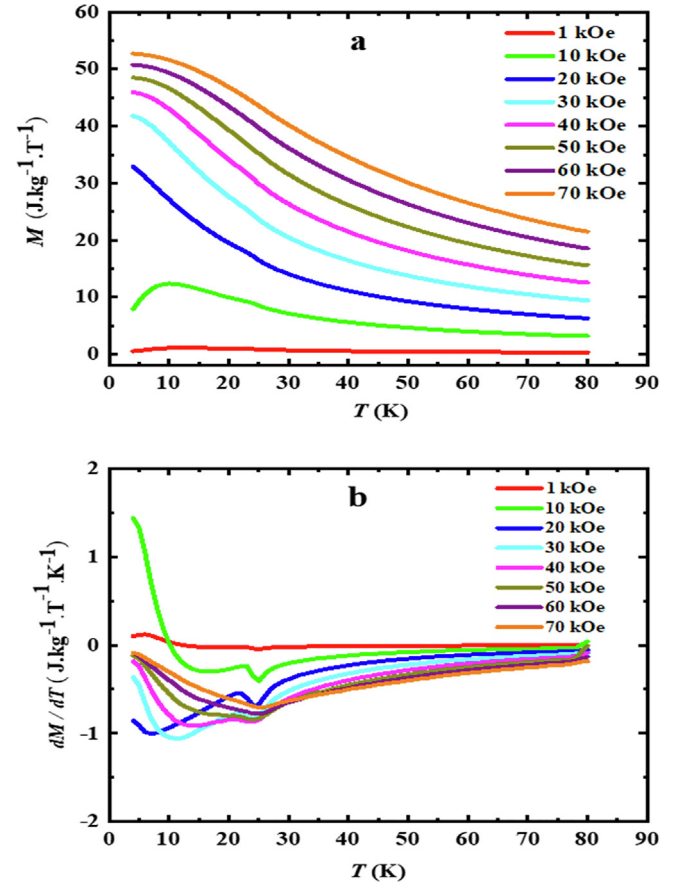 a
60
50
40
30
20
10
0
M (J.kg⁻¹.T⁻¹)
1 kOe
10 kOe
20 kOe
30 kOe
40 kOe
50 kOe
60 kOe
70 kOe
0 10 20 30 40 50 60 70 80 90
T (K)
b
2
1
0
-1
-2
dM / dT ( J.kg⁻¹.T⁻¹.K⁻¹)
1 kOe
10 kOe
20 kOe
30 kOe
40 kOe
50 kOe
60 kOe
70 kOe
0 10 20 30 40 50 60 70 80 90
T (K)